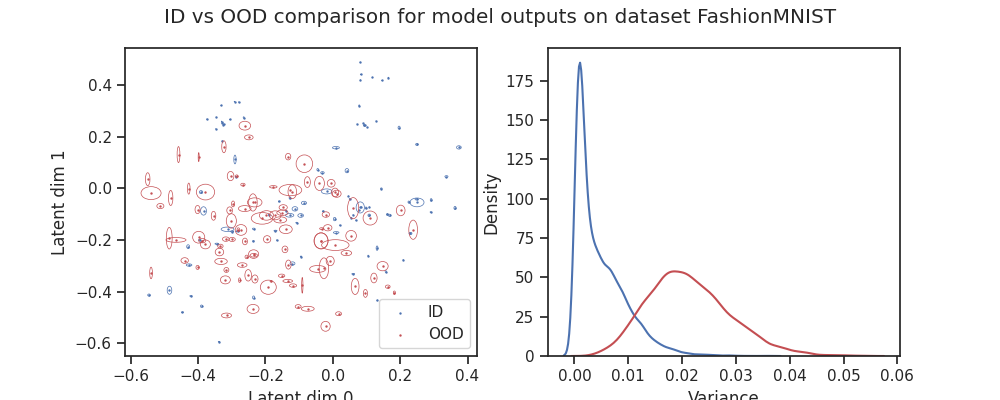 ID vs OOD comparison for model outputs on dataset FashionMNIST
Latent dim 1
0.4
0.2
0.0
−0.2
−0.4
−0.6
−0.6 −0.4 −0.2 0.0 0.2 0.4
Latent dim 0
ID
OOD
Density
175
150
125
100
75
50
25
0
0.00 0.01 0.02 0.03 0.04 0.05 0.06
Variance